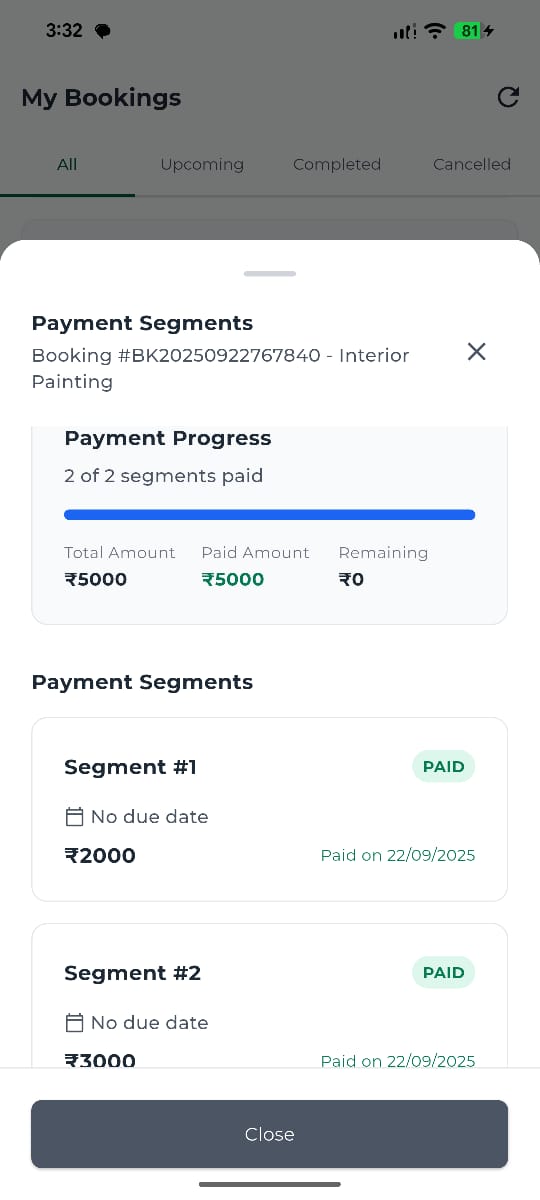 3:32
81
My Bookings
All Upcoming Completed Cancelled
Payment Segments
Booking #BK20250922767840 - Interior
Painting
Payment Progress
2 of 2 segments paid
Total Amount Paid Amount Remaining
₹5000 ₹5000 ₹0
Payment Segments
Segment #1 PAID
No due date
₹2000 Paid on 22/09/2025
Segment #2 PAID
No due date
₹3000 Paid on 22/09/2025
Close